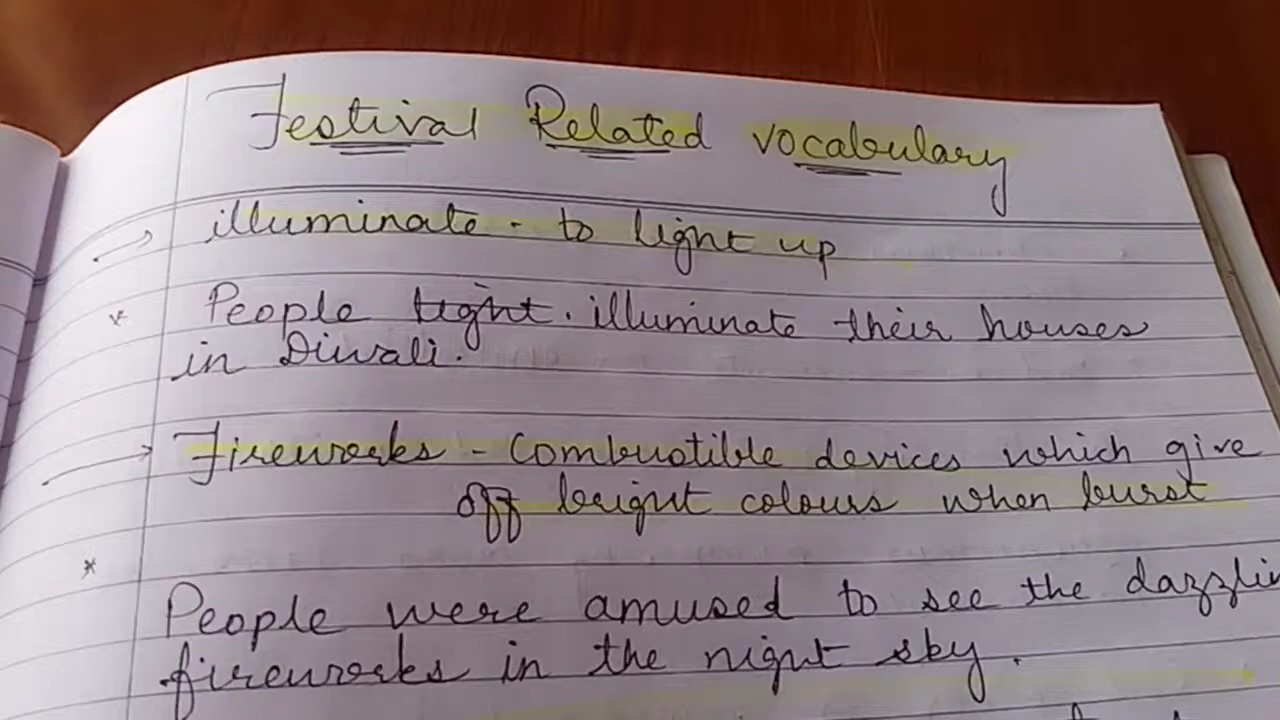 Festival Related vocabulary
illuminate - to light up
People light. illuminate their houses
in Diwali.
Fireworks - Combustible devices which give
off bright colours when burst
People were amused to see the dazzlin
fireworks in the night sky.